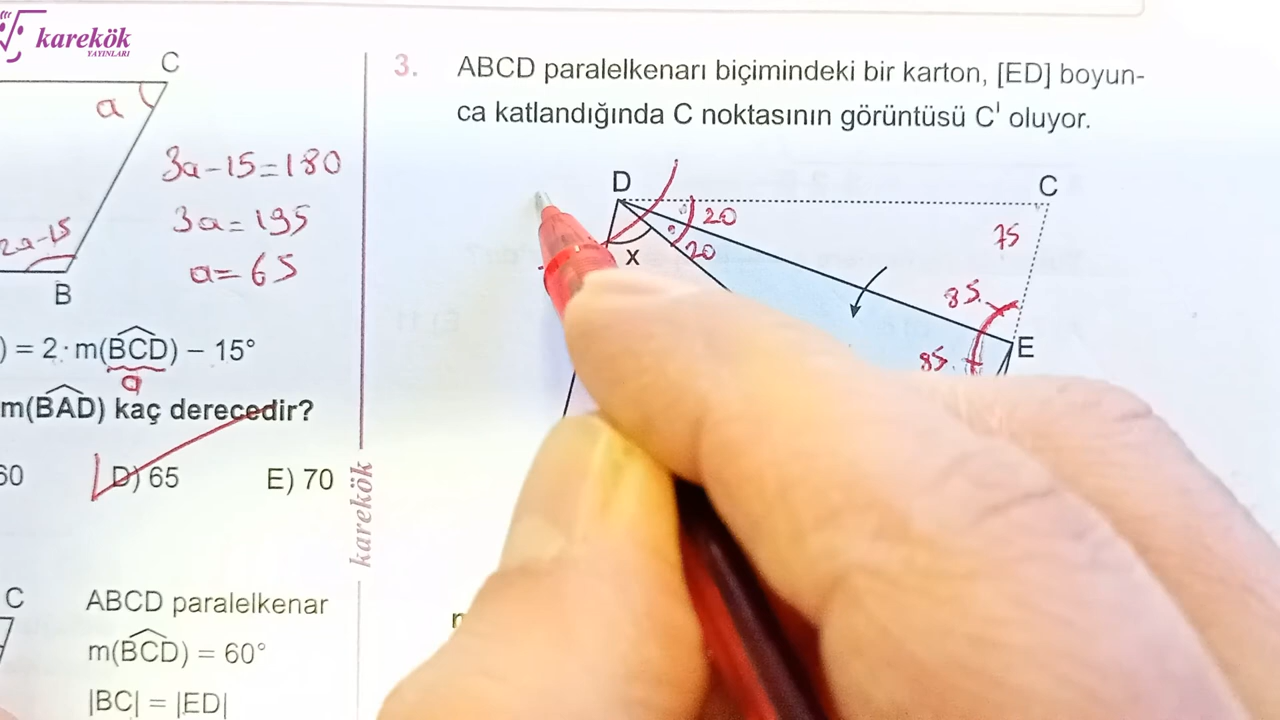 karekök
YAYINLARI
C
a
3a-15=180
3a=195
a=65
2a-15
B
) = 2·m(BCD) – 15°
a
m(BAD) kaç derecedir?
60
D) 65
E) 70
karekök
C
ABCD paralelkenar
m(BCD) = 60°
|BC| = |ED|
3.
ABCD paralelkenarı biçimindeki bir karton, [ED] boyun-
ca katlandığında C noktasının görüntüsü C' oluyor.
D
C
20
20
x
75
85
85
E